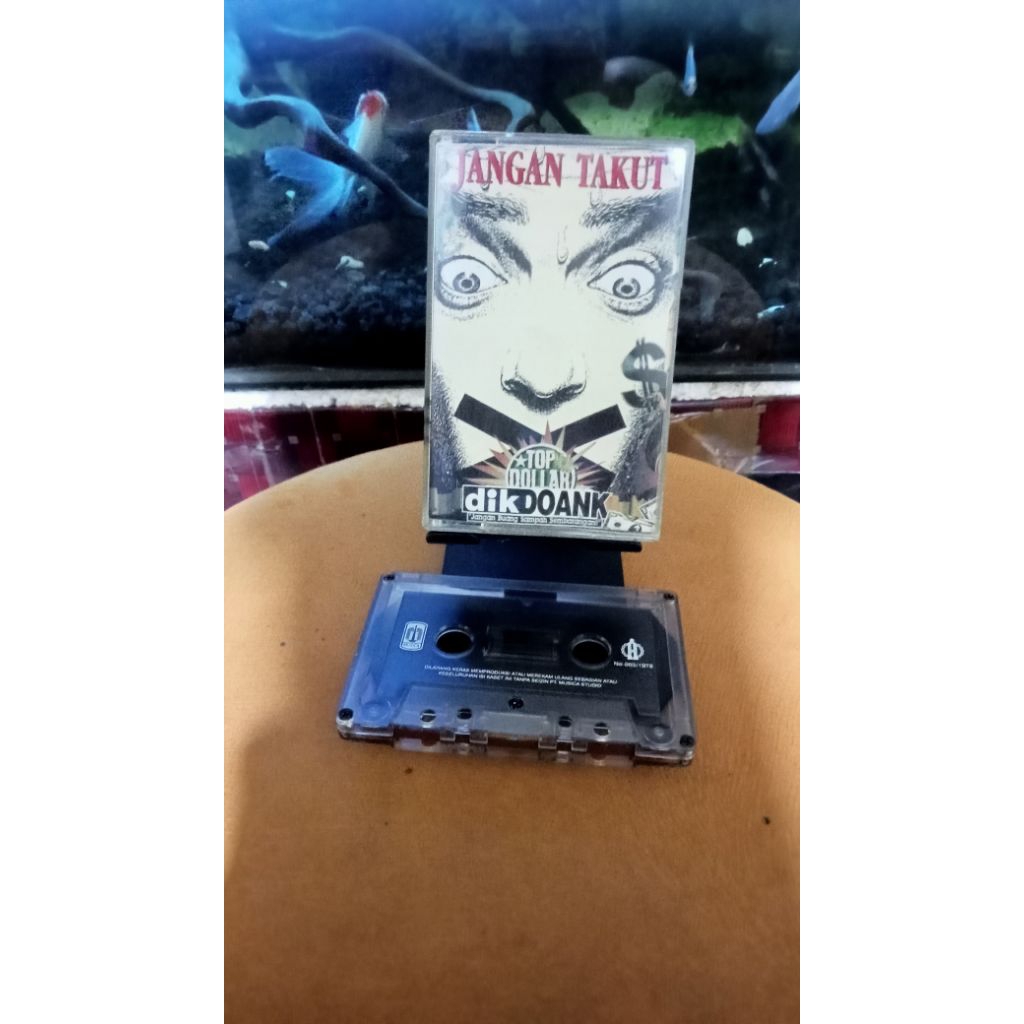 JANGAN TAKUT
$
TOP
DOLLAR
dikDOANK
"Jangan Buang Sampah Sembarangan"
DILARANG KERAS MEMPRODUKSI ATAU MEREKAM ULANG SEBAGIAN ATAU
KESELURUHAN ISI KASET INI TANPA SEIZIN PT. MUSICA STUDIO